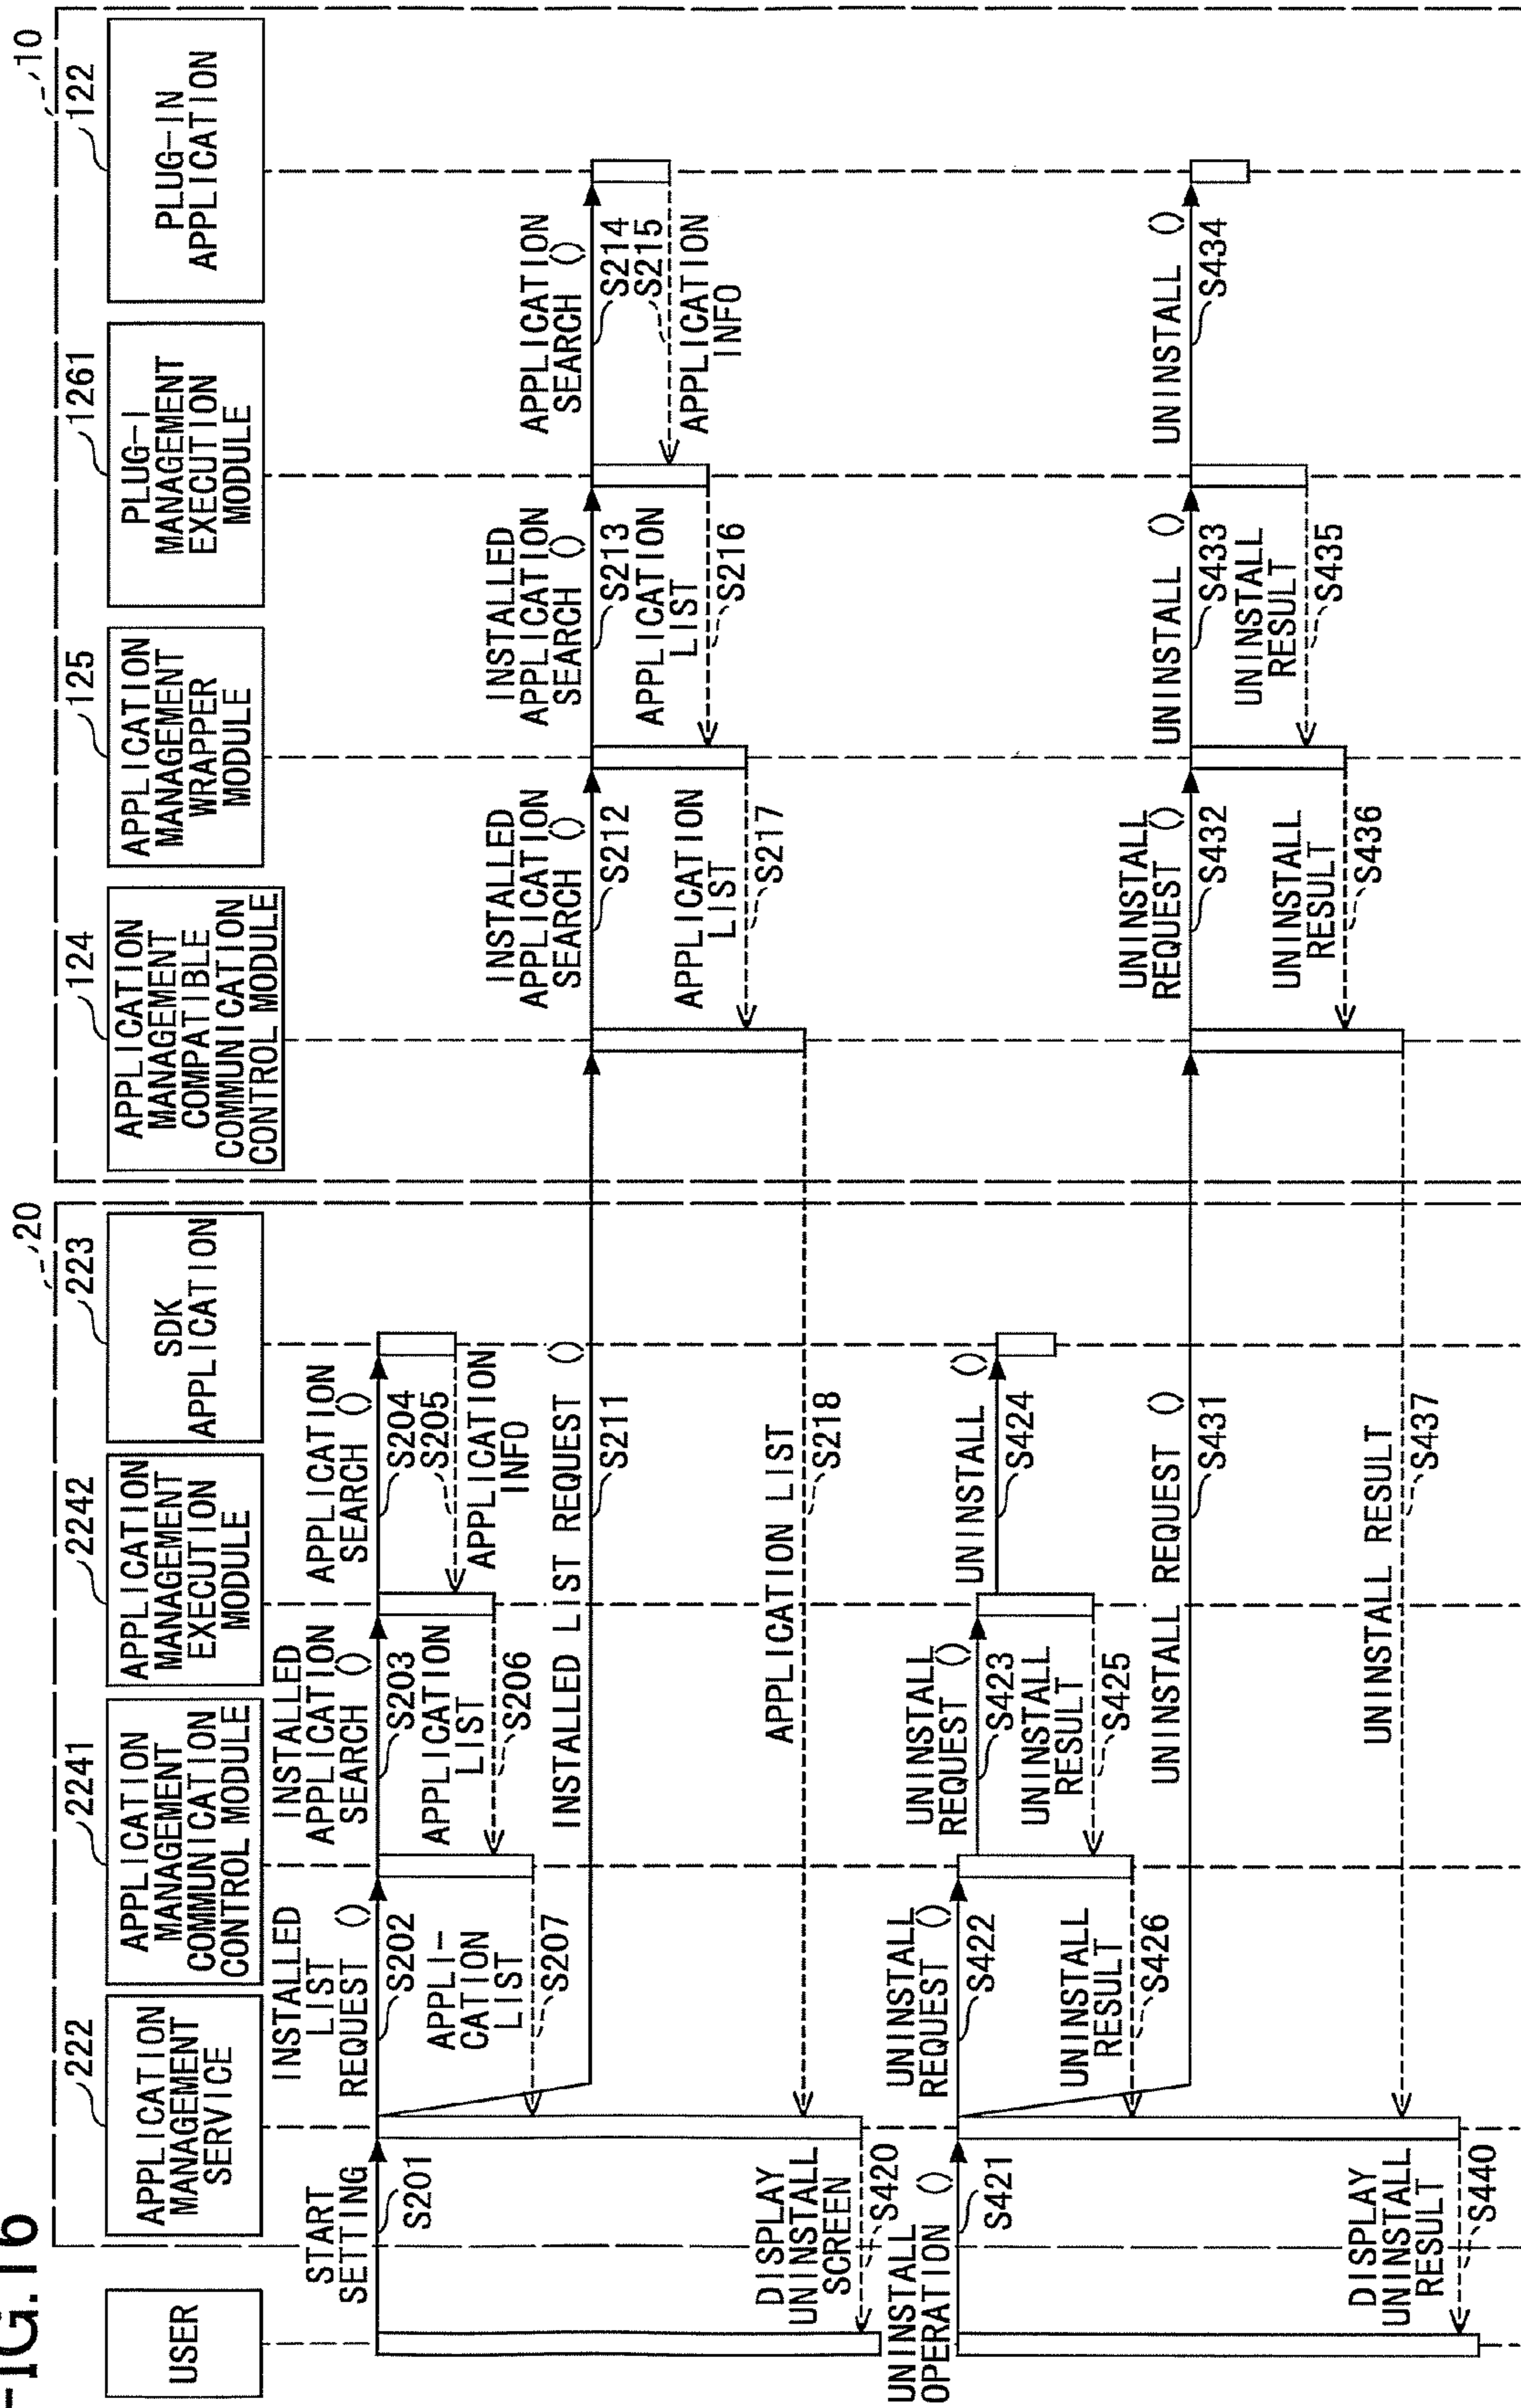 FIG.16
20
10
USER
222
APPLICATION
MANAGEMENT
SERVICE
2241
APPLICATION
MANAGEMENT
COMMUNICATION
CONTROL MODULE
2242
APPLICATION
MANAGEMENT
EXECUTION
MODULE
223
SDK
APPLICATION
124
APPLICATION
MANAGEMENT
COMPATIBLE
COMMUNICATION
CONTROL MODULE
125
APPLICATION
MANAGEMENT
WRAPPER
MODULE
1261
PLUG-I
MANAGEMENT
EXECUTION
MODULE
122
PLUG-IN
APPLICATION
START
SETTING
S201
INSTALLED
LIST
REQUEST ()
S202
INSTALLED
APPLICATION
SEARCH ()
S203
APPLICATION
SEARCH ()
S204
S205
APPLICATION
INFO
APPLICATION
LIST
S206
APPLI-
CATION
LIST
S207
INSTALLED LIST REQUEST ()
S211
INSTALLED
APPLICATION
SEARCH ()
S212
INSTALLED
APPLICATION
SEARCH ()
S213
APPLICATION
SEARCH ()
S214
S215
APPLICATION
INFO
APPLICATION
LIST
S216
APPLICATION
LIST
S217
APPLICATION LIST
S218
DISPLAY
UNINSTALL
SCREEN
S420
UNINSTALL
OPERATION ()
S421
UNINSTALL
REQUEST ()
S422
UNINSTALL
REQUEST ()
S423
UNINSTALL ()
S424
UNINSTALL
RESULT
S425
UNINSTALL
RESULT
S426
UNINSTALL REQUEST ()
S431
UNINSTALL
REQUEST ()
S432
UNINSTALL ()
S433
UNINSTALL ()
S434
UNINSTALL
RESULT
S435
UNINSTALL
RESULT
S436
UNINSTALL RESULT
S437
DISPLAY
UNINSTALL
RESULT
S440